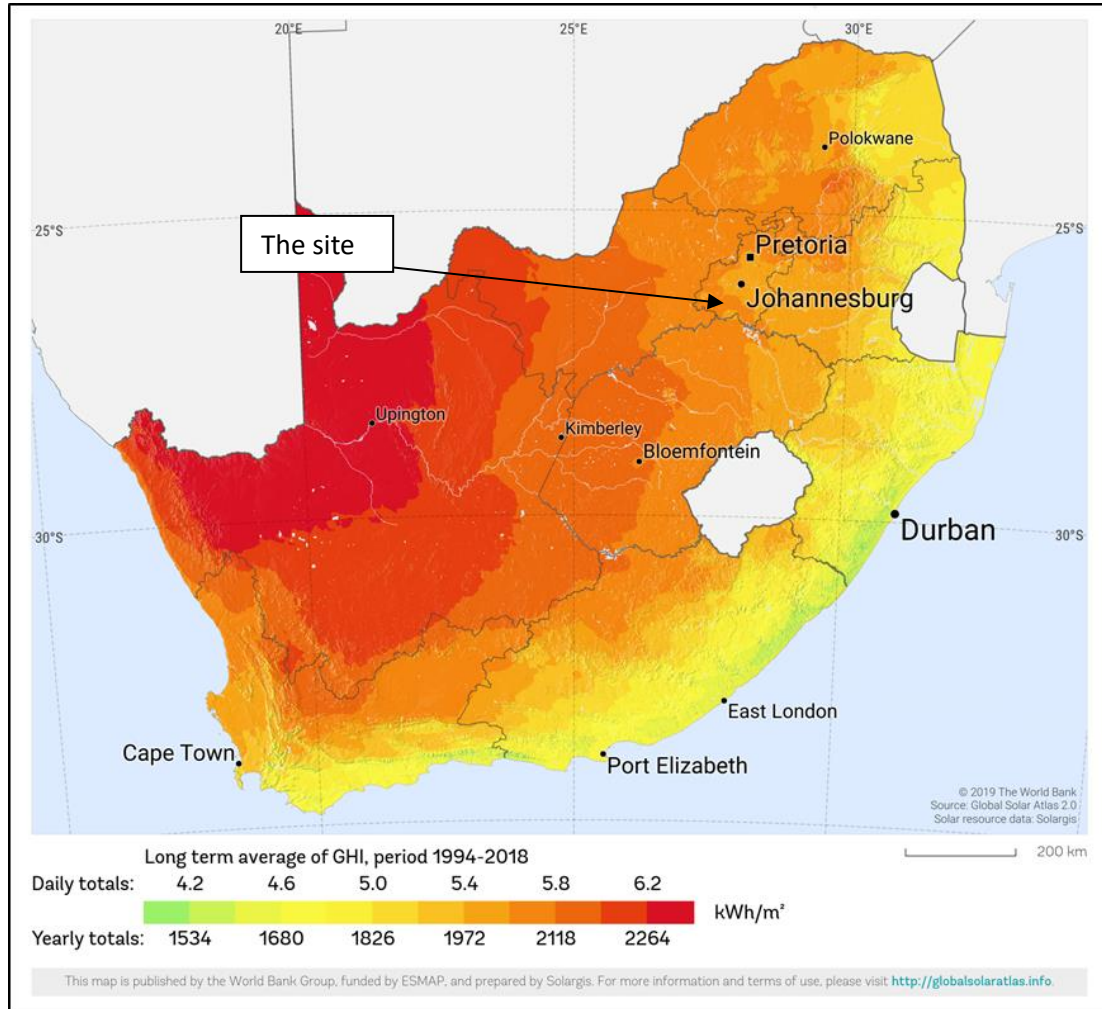 20°E
25°E
30°E
Polokwane
25°S
25°S
The site
Pretoria
Johannesburg
Upington
Kimberley
Bloemfontein
Durban
30°S
30°S
East London
Cape Town
Port Elizabeth
© 2019 The World Bank
Source: Global Solar Atlas 2.0
Solar resource data: Solargis
Long term average of GHI, period 1994-2018
200 km
Daily totals: 4.2 4.6 5.0 5.4 5.8 6.2
kWh/m²
Yearly totals: 1534 1680 1826 1972 2118 2264
This map is published by the World Bank Group, funded by ESMAP, and prepared by Solargis. For more information and terms of use, please visit http://globalsolaratlas.info.